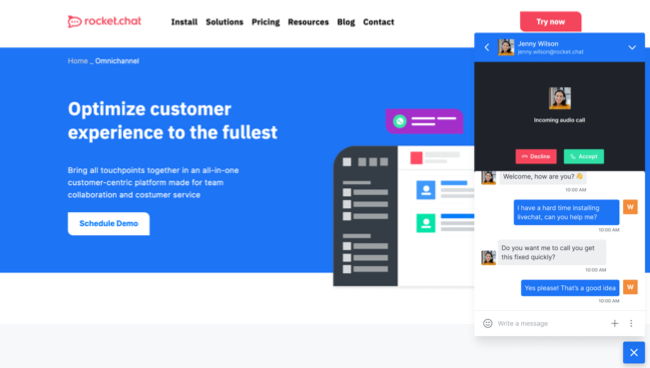 rocket.chat
Install Solutions Pricing Resources Blog Contact
Try now
Home _ Omnichannel
Optimize customer
experience to the fullest
Bring all touchpoints together in an all-in-one
customer-centric platform made for team
collaboration and costumer service
Schedule Demo
Jenny Wilson
jenny.wilson@rocket.chat
Incoming audio call
Decline
Accept
Welcome, how are you? 👋
10:00 AM
I have a hard time installing
livechat, can you help me?
W
10:00 AM
Do you want me to call you get
this fixed quickly?
10:00 AM
Yes please! That's a good idea
W
10:00 AM
Write a message